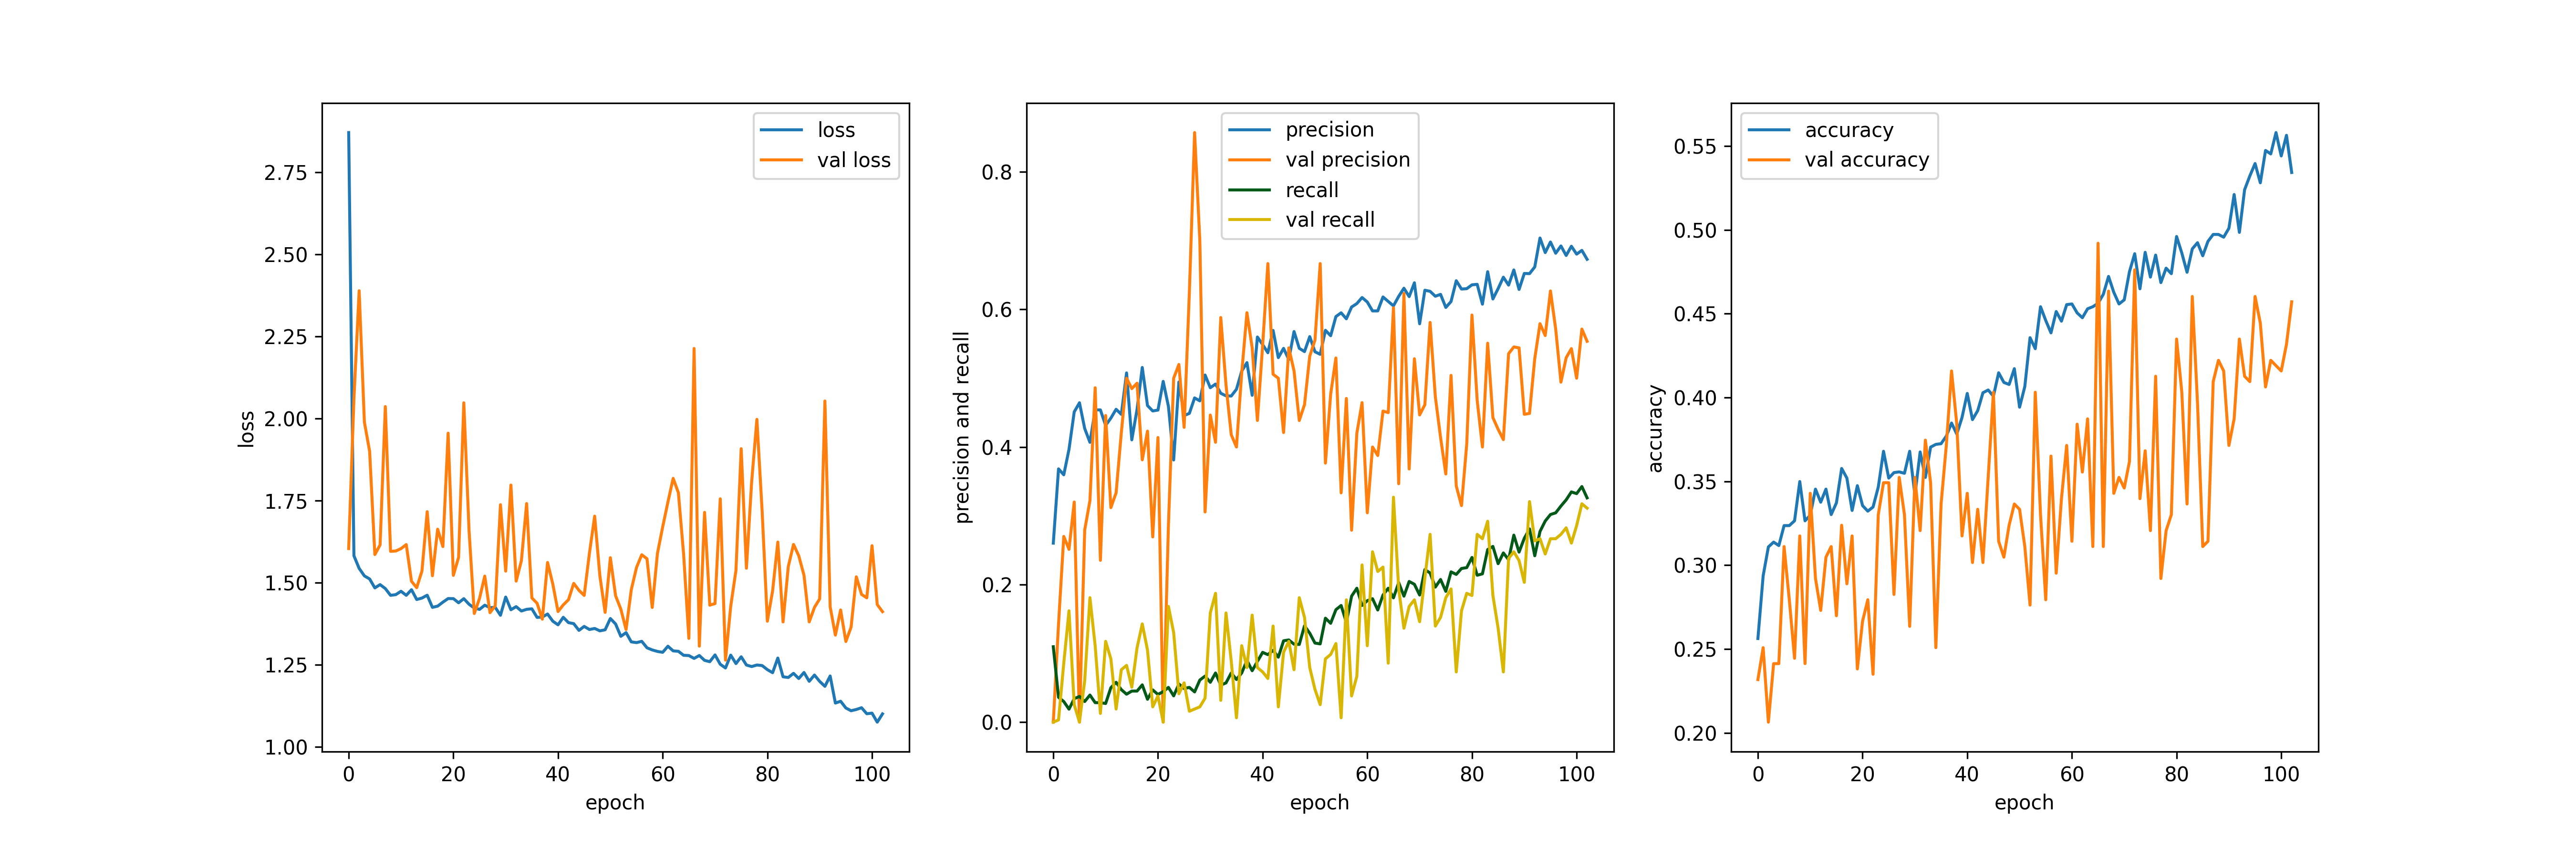 loss
val loss
2.75
2.50
2.25
2.00
1.75
1.50
1.25
1.00
loss
0 20 40 60 80 100
epoch
precision
val precision
recall
val recall
0.8
0.6
0.4
0.2
0.0
precision and recall
0 20 40 60 80 100
epoch
accuracy
val accuracy
0.55
0.50
0.45
0.40
0.35
0.30
0.25
0.20
accuracy
0 20 40 60 80 100
epoch